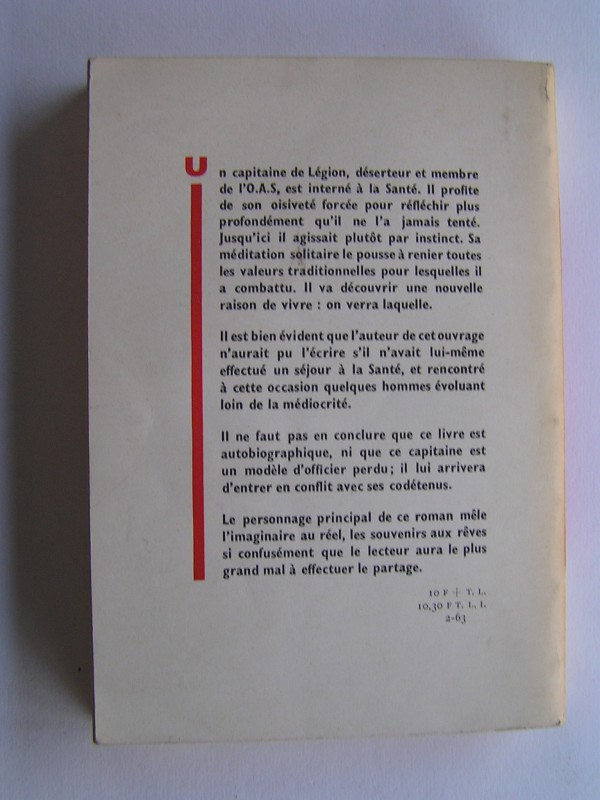 Un capitaine de Légion, déserteur et membre
de l'O.A.S, est interné à la Santé. Il profite
de son oisiveté forcée pour réfléchir plus
profondément qu'il ne l'a jamais tenté.
Jusqu'ici il agissait plutôt par instinct. Sa
méditation solitaire le pousse à renier toutes
les valeurs traditionnelles pour lesquelles il
a combattu. Il va découvrir une nouvelle
raison de vivre : on verra laquelle.
Il est bien évident que l'auteur de cet ouvrage
n'aurait pu l'écrire s'il n'avait lui-même
effectué un séjour à la Santé, et rencontré
à cette occasion quelques hommes évoluant
loin de la médiocrité.
Il ne faut pas en conclure que ce livre est
autobiographique, ni que ce capitaine est
un modèle d'officier perdu ; il lui arrivera
d'entrer en conflit avec ses codétenus.
Le personnage principal de ce roman mêle
l'imaginaire au réel, les souvenirs aux rêves
si confusément que le lecteur aura le plus
grand mal à effectuer le partage.
10 F + T. L.
10,30 F T. L. I.
2-63